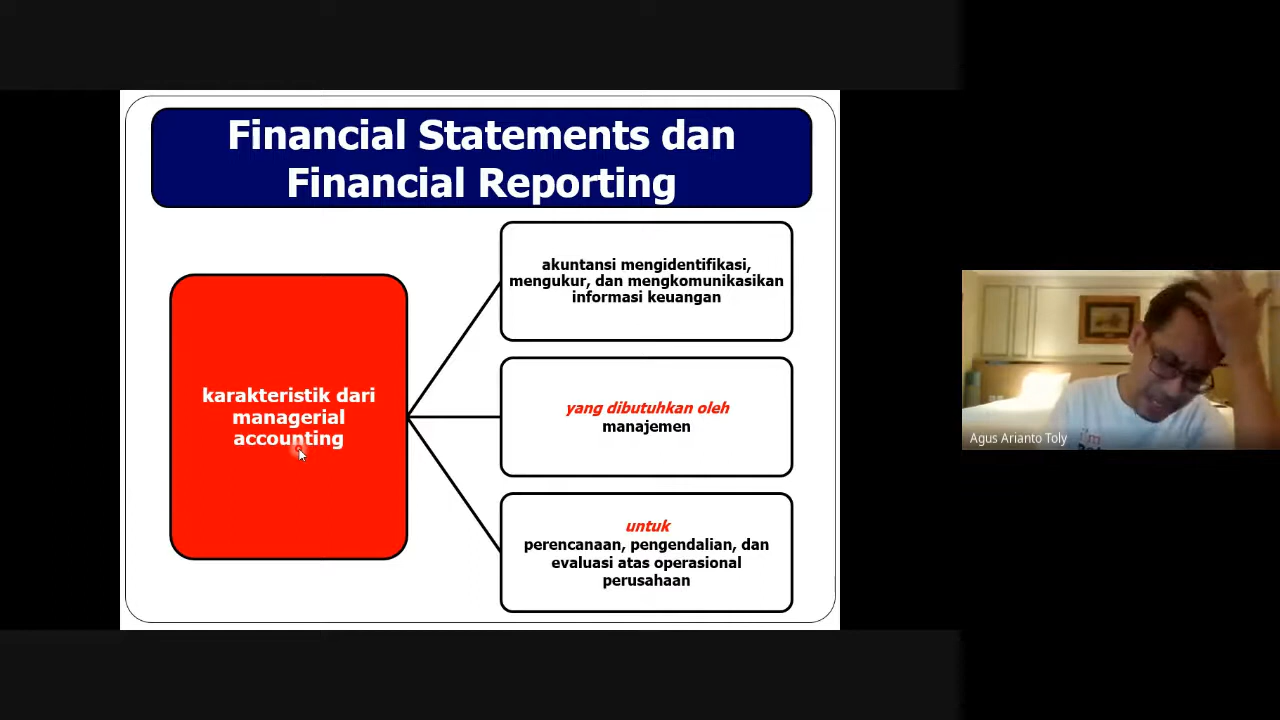 Financial Statements dan
Financial Reporting
karakteristik dari
managerial
accounting
akuntansi mengidentifikasi,
mengukur, dan mengkomunikasikan
informasi keuangan
yang dibutuhkan oleh
manajemen
untuk
perencanaan, pengendalian, dan
evaluasi atas operasional
perusahaan
Agus Arianto Toly
i'm